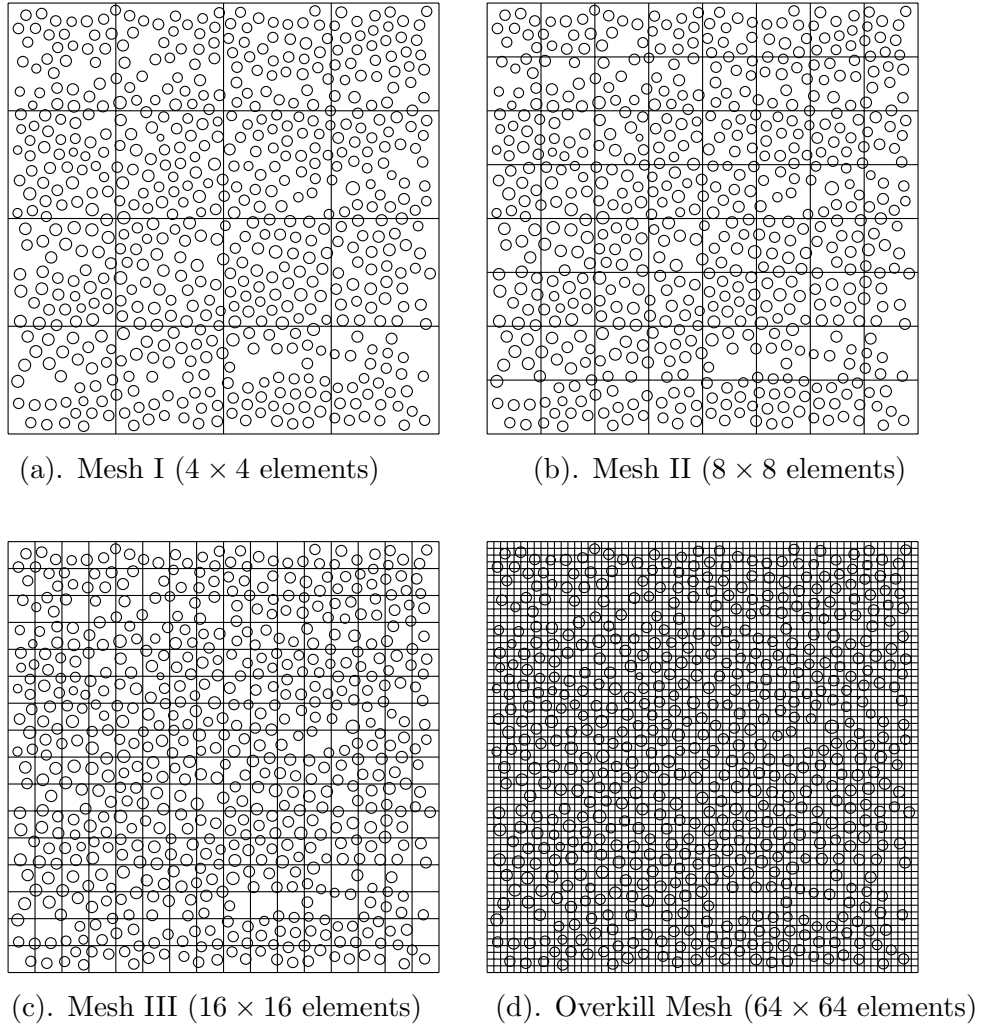 (a). Mesh I (4 × 4 elements)
(b). Mesh II (8 × 8 elements)
(c). Mesh III (16 × 16 elements)
(d). Overkill Mesh (64 × 64 elements)